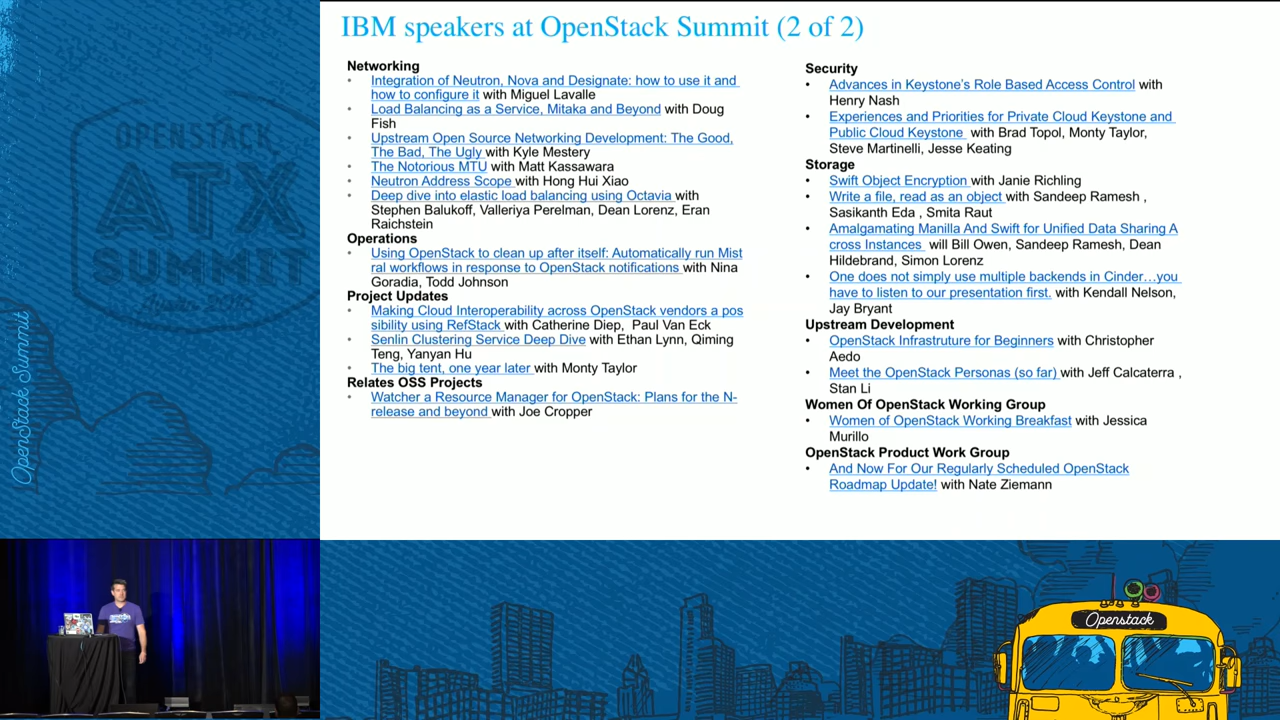 IBM speakers at OpenStack Summit (2 of 2)
Networking
• Integration of Neutron, Nova and Designate: how to use it and
how to configure it with Miguel Lavalle
• Load Balancing as a Service, Mitaka and Beyond with Doug
Fish
• Upstream Open Source Networking Development: The Good,
The Bad, The Ugly with Kyle Mestery
• The Notorious MTU with Matt Kassawara
• Neutron Address Scope with Hong Hui Xiao
• Deep dive into elastic load balancing using Octavia with
Stephen Balukoff, Valleriya Perelman, Dean Lorenz, Eran
Raichstein
Operations
• Using OpenStack to clean up after itself: Automatically run Mist
ral workflows in response to OpenStack notifications with Nina
Goradia, Todd Johnson
Project Updates
• Making Cloud Interoperability across OpenStack vendors a pos
sibility using RefStack with Catherine Diep, Paul Van Eck
• Senlin Clustering Service Deep Dive with Ethan Lynn, Qiming
Teng, Yanyan Hu
• The big tent, one year later with Monty Taylor
Relates OSS Projects
• Watcher a Resource Manager for OpenStack: Plans for the N-
release and beyond with Joe Cropper
Security
• Advances in Keystone's Role Based Access Control with
Henry Nash
• Experiences and Priorities for Private Cloud Keystone and
Public Cloud Keystone with Brad Topol, Monty Taylor,
Steve Martinelli, Jesse Keating
Storage
• Swift Object Encryption with Janie Richling
• Write a file, read as an object with Sandeep Ramesh ,
Sasikanth Eda , Smita Raut
• Amalgamating Manilla And Swift for Unified Data Sharing A
cross Instances will Bill Owen, Sandeep Ramesh, Dean
Hildebrand, Simon Lorenz
• One does not simply use multiple backends in Cinder…you
have to listen to our presentation first. with Kendall Nelson,
Jay Bryant
Upstream Development
• OpenStack Infrastruture for Beginners with Christopher
Aedo
• Meet the OpenStack Personas (so far) with Jeff Calcaterra ,
Stan Li
Women Of OpenStack Working Group
• Women of OpenStack Working Breakfast with Jessica
Murillo
OpenStack Product Work Group
• And Now For Our Regularly Scheduled OpenStack
Roadmap Update! with Nate Ziemann
OPENSTACK
ATX
SUMMIT
OpenStack Summit
Openstack